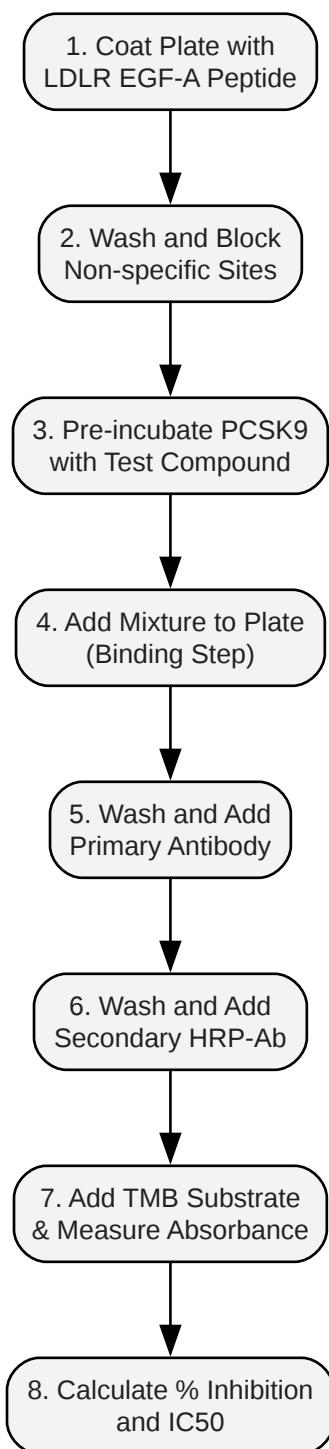 1. Coat Plate with
LDLR EGF-A Peptide
2. Wash and Block
Non-specific Sites
3. Pre-incubate PCSK9
with Test Compound
4. Add Mixture to Plate
(Binding Step)
5. Wash and Add
Primary Antibody
6. Wash and Add
Secondary HRP-Ab
7. Add TMB Substrate
& Measure Absorbance
8. Calculate % Inhibition
and IC50